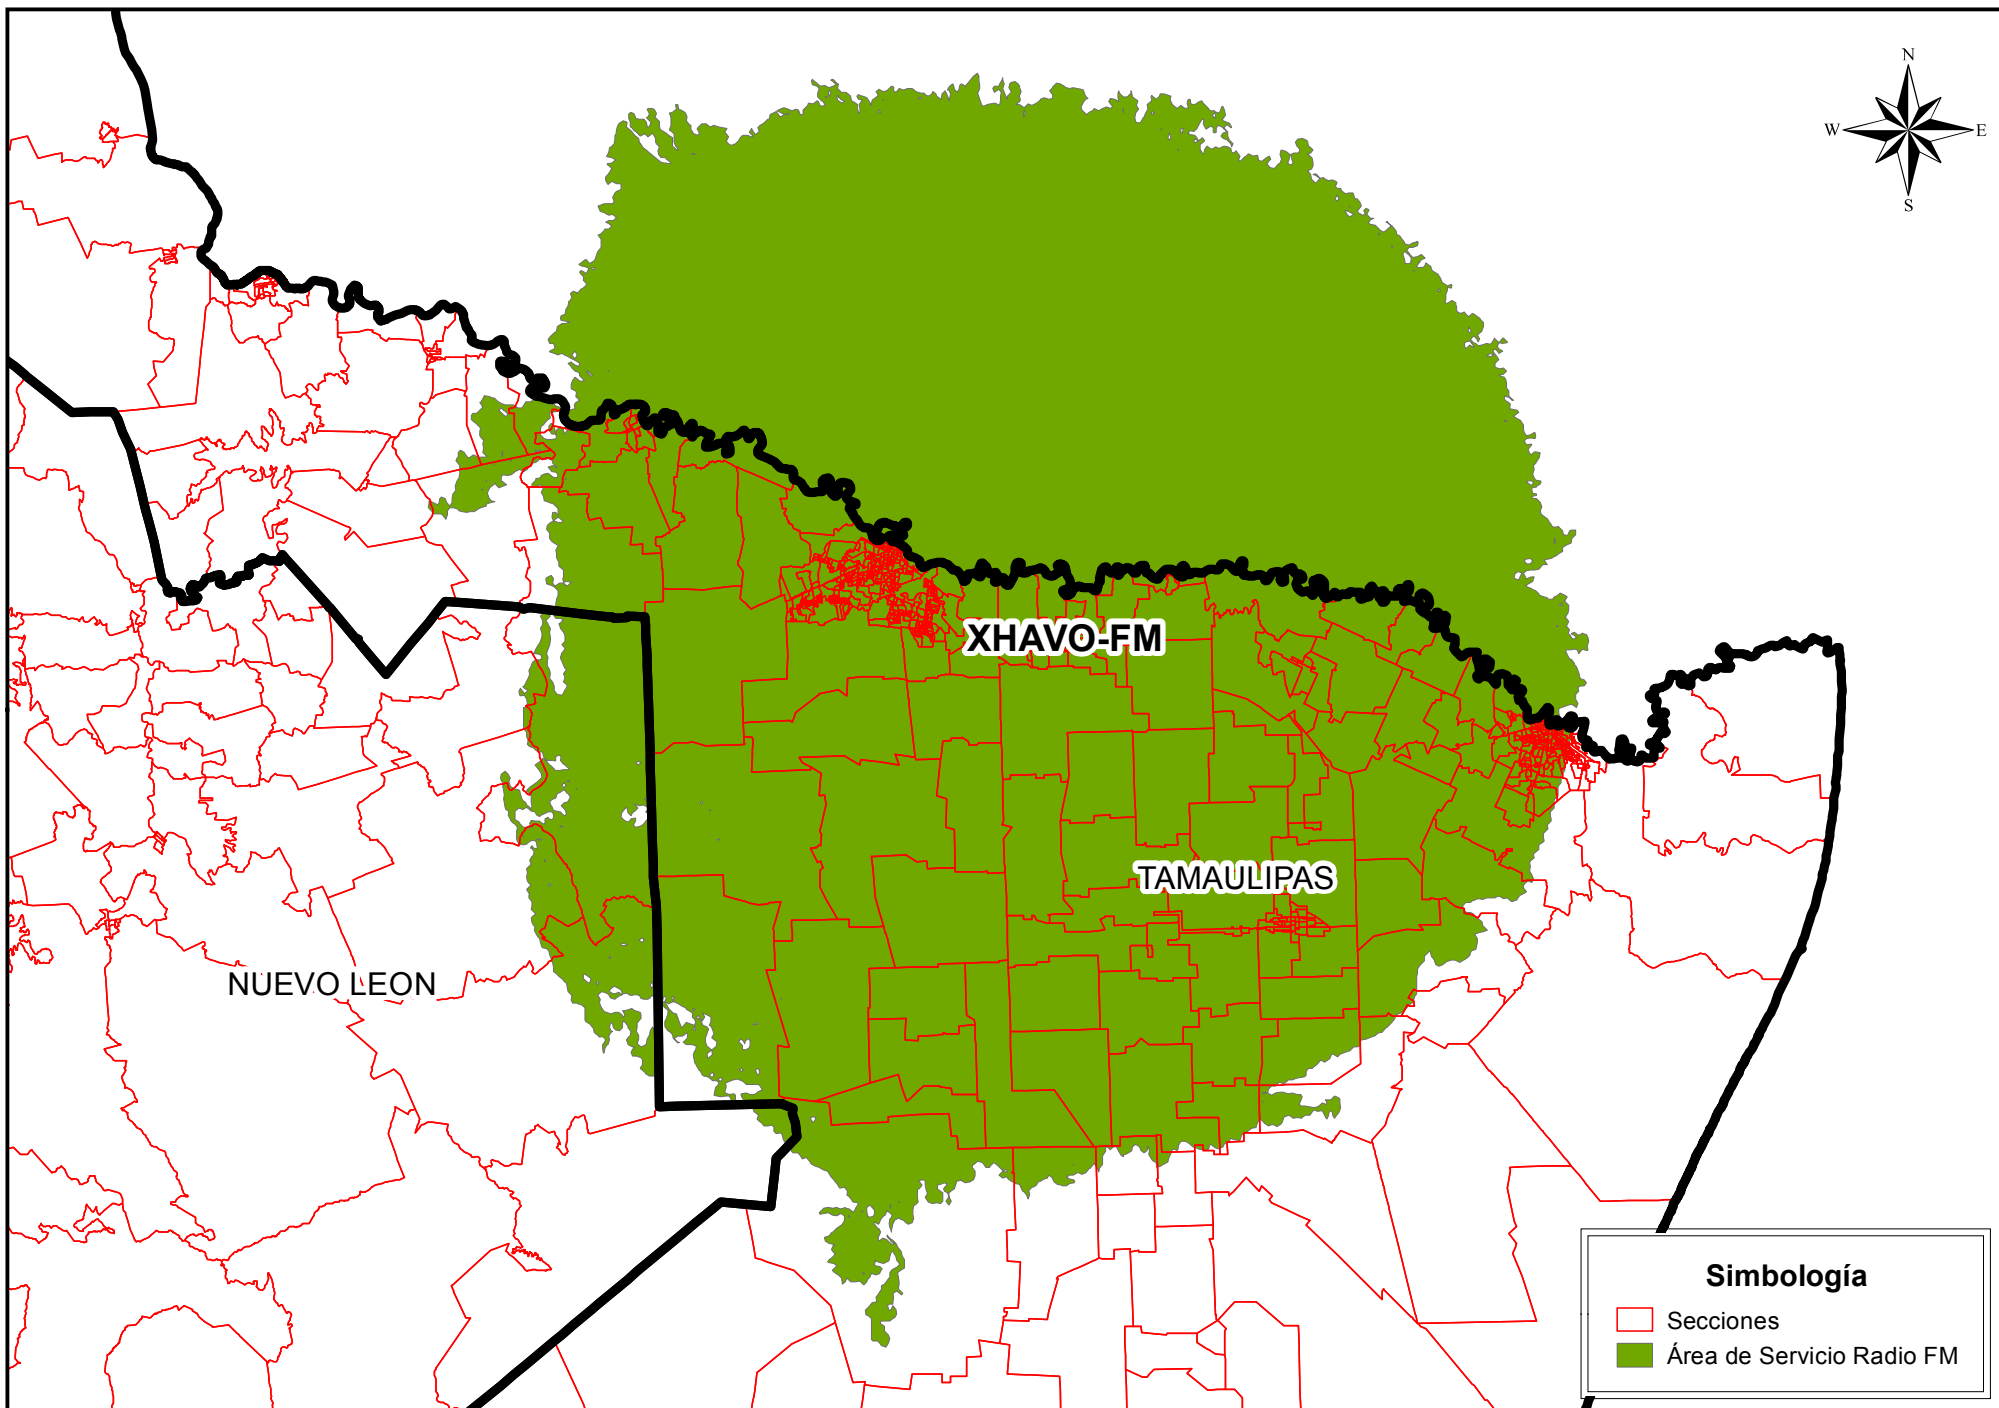 N
W E
S
XHAVO-FM
TAMAULIPAS
NUEVO LEON
Simbología
Secciones
Área de Servicio Radio FM